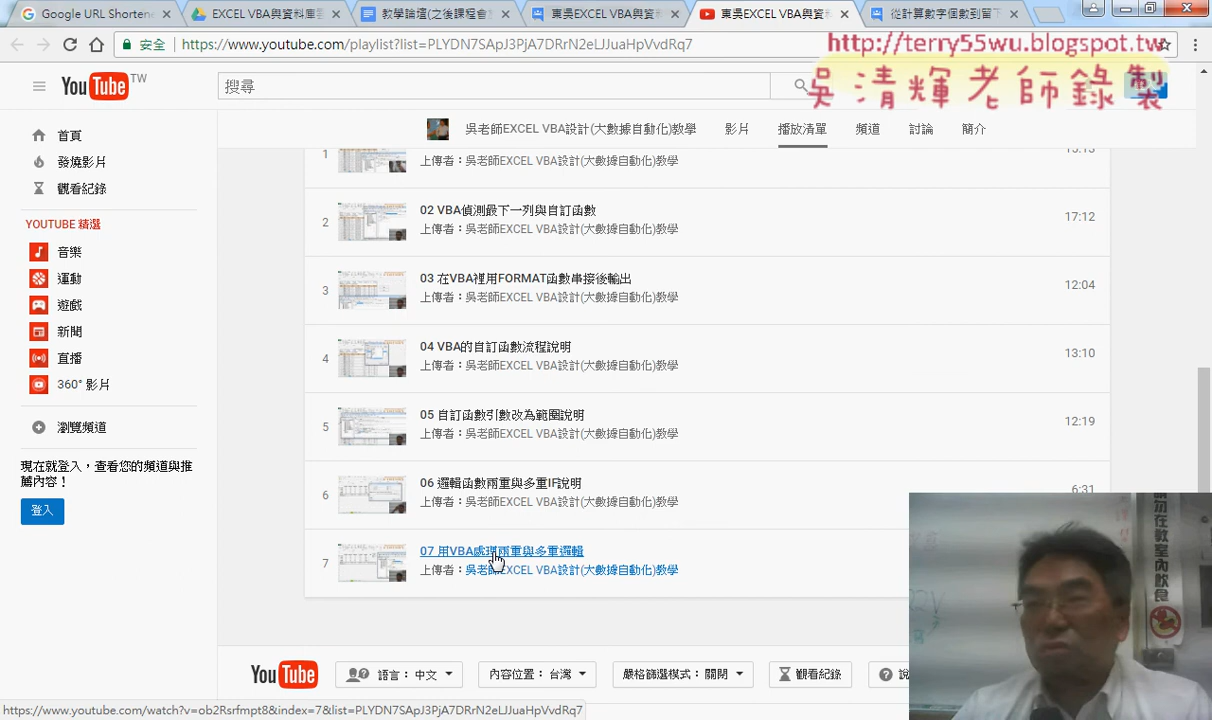 Google URL Shortene
EXCEL VBA與資料庫雲
教學論壇(之後課程會
東吳EXCEL VBA與資料
東吳EXCEL VBA與資料
從計算數字個數到留下
安全
https://www.youtube.com/playlist?list=PLYDN7SApJ3PjA7DRrN2eLJJuaHpVvdRq7
http://terry55wu.blogspot.tw
吳清輝老師錄製
YouTube TW
搜尋
吳老師EXCEL VBA設計(大數據自動化)教學
影片
播放清單
頻道
討論
簡介
首頁
發燒影片
觀看紀錄
YOUTUBE 精選
音樂
運動
遊戲
新聞
直播
360° 影片
瀏覽頻道
現在就登入，查看您的頻道與推
薦內容！
登入
1
上傳者：吳老師EXCEL VBA設計(大數據自動化)教學
15:13
2
02 VBA偵測最下一列與自訂函數
上傳者：吳老師EXCEL VBA設計(大數據自動化)教學
17:12
3
03 在VBA裡用FORMAT函數串接後輸出
上傳者：吳老師EXCEL VBA設計(大數據自動化)教學
12:04
4
04 VBA的自訂函數流程說明
上傳者：吳老師EXCEL VBA設計(大數據自動化)教學
13:10
5
05 自訂函數引數改為範圍說明
上傳者：吳老師EXCEL VBA設計(大數據自動化)教學
12:19
6
06 邏輯函數兩重與多重IF說明
上傳者：吳老師EXCEL VBA設計(大數據自動化)教學
6:31
7
07 用VBA處理兩重與多重邏輯
上傳者：吳老師EXCEL VBA設計(大數據自動化)教學
請勿在教室內飲食
YouTube
語言：中文
內容位置：台灣
嚴格篩選模式：關閉
觀看紀錄
說
https://www.youtube.com/watch?v=ob2Rsrfmpt8&index=7&list=PLYDN7SApJ3PjA7DRrN2eLJJuaHpVvdRq7